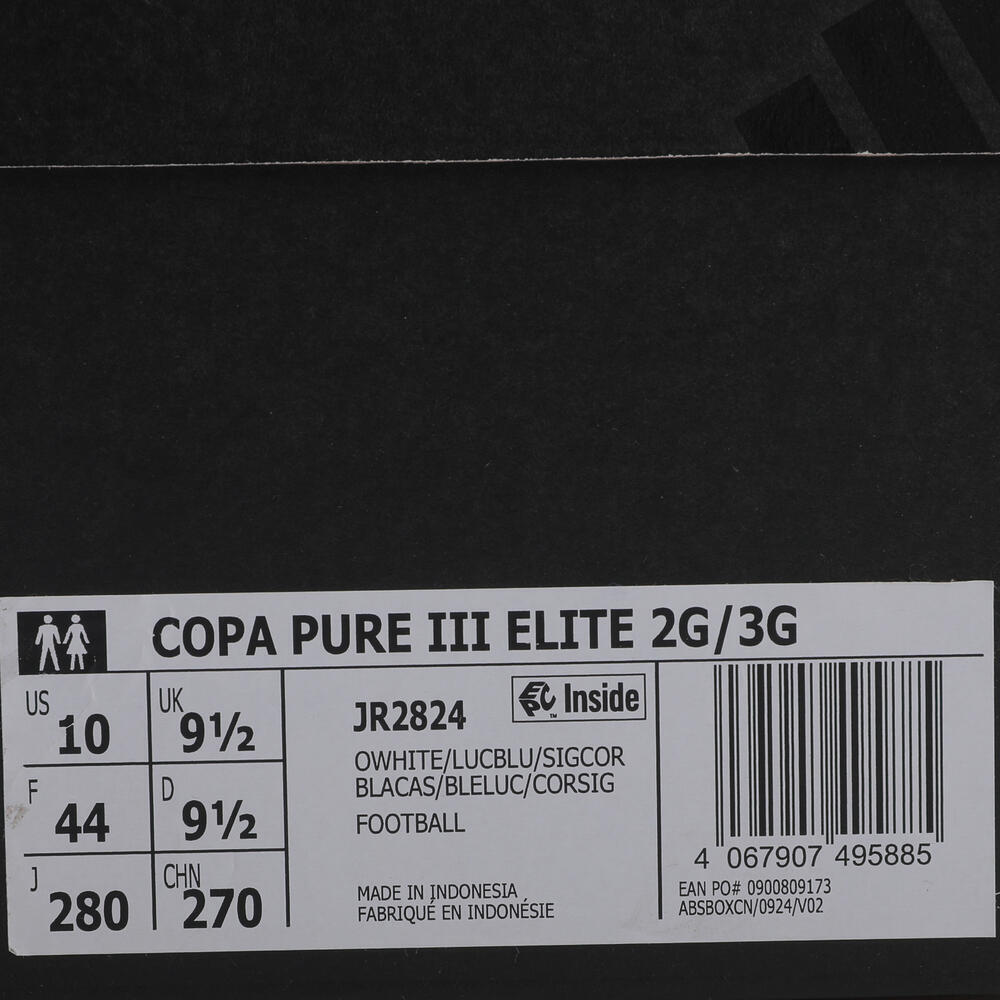 COPA PURE III ELITE 2G/3G
US 10
UK 9½
F 44
D 9½
J 280
CHN 270
JR2824
EPC Inside
™
OWHITE/LUCBLU/SIGCOR
BLACAS/BLELUC/CORSIG
FOOTBALL
MADE IN INDONESIA
FABRIQUÉ EN INDONÉSIE
4 067907 495885
EAN PO# 0900809173
ABSBOXCN/0924/V02